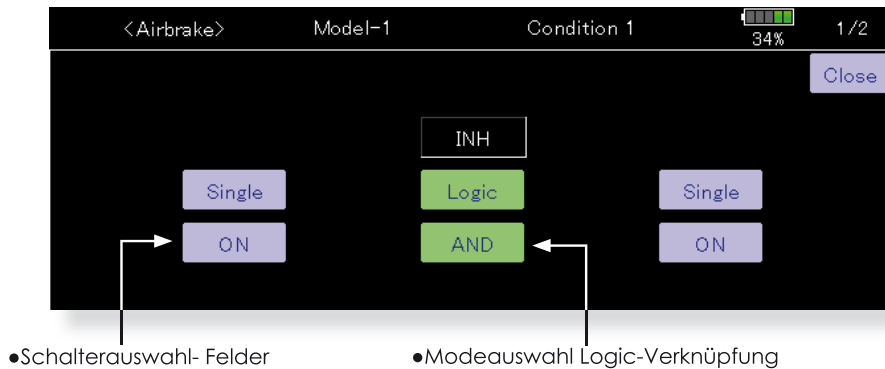 <Airbrake> Model-1 Condition 1 34% 1/2
Close
INH
Single Logic Single
ON AND ON
●Schalterauswahl- Felder ●Modeauswahl Logic-Verknüpfung